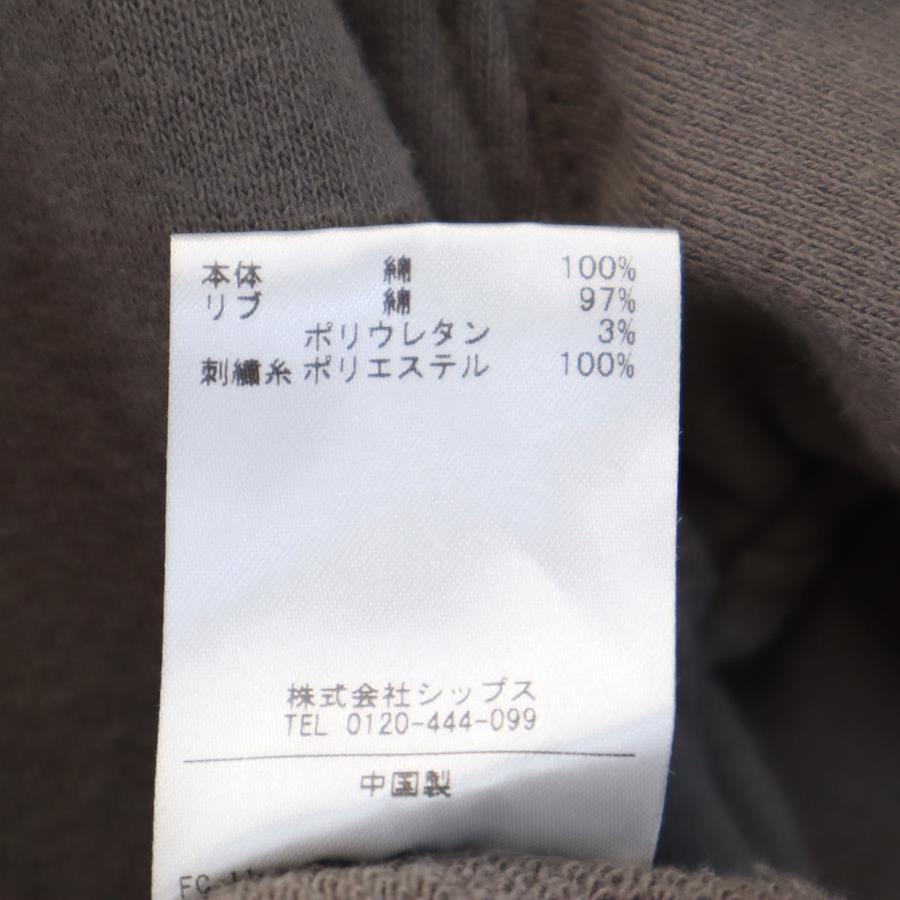 本体 綿 100%
リブ 綿 97%
ポリウレタン 3%
刺繍糸 ポリエステル 100%
株式会社シップス
TEL 0120-444-099
中国製